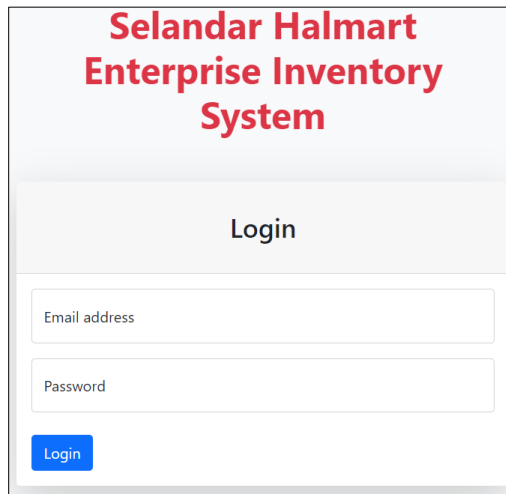 Selandar Halmart
Enterprise Inventory
System
Login
Email address
Password
Login